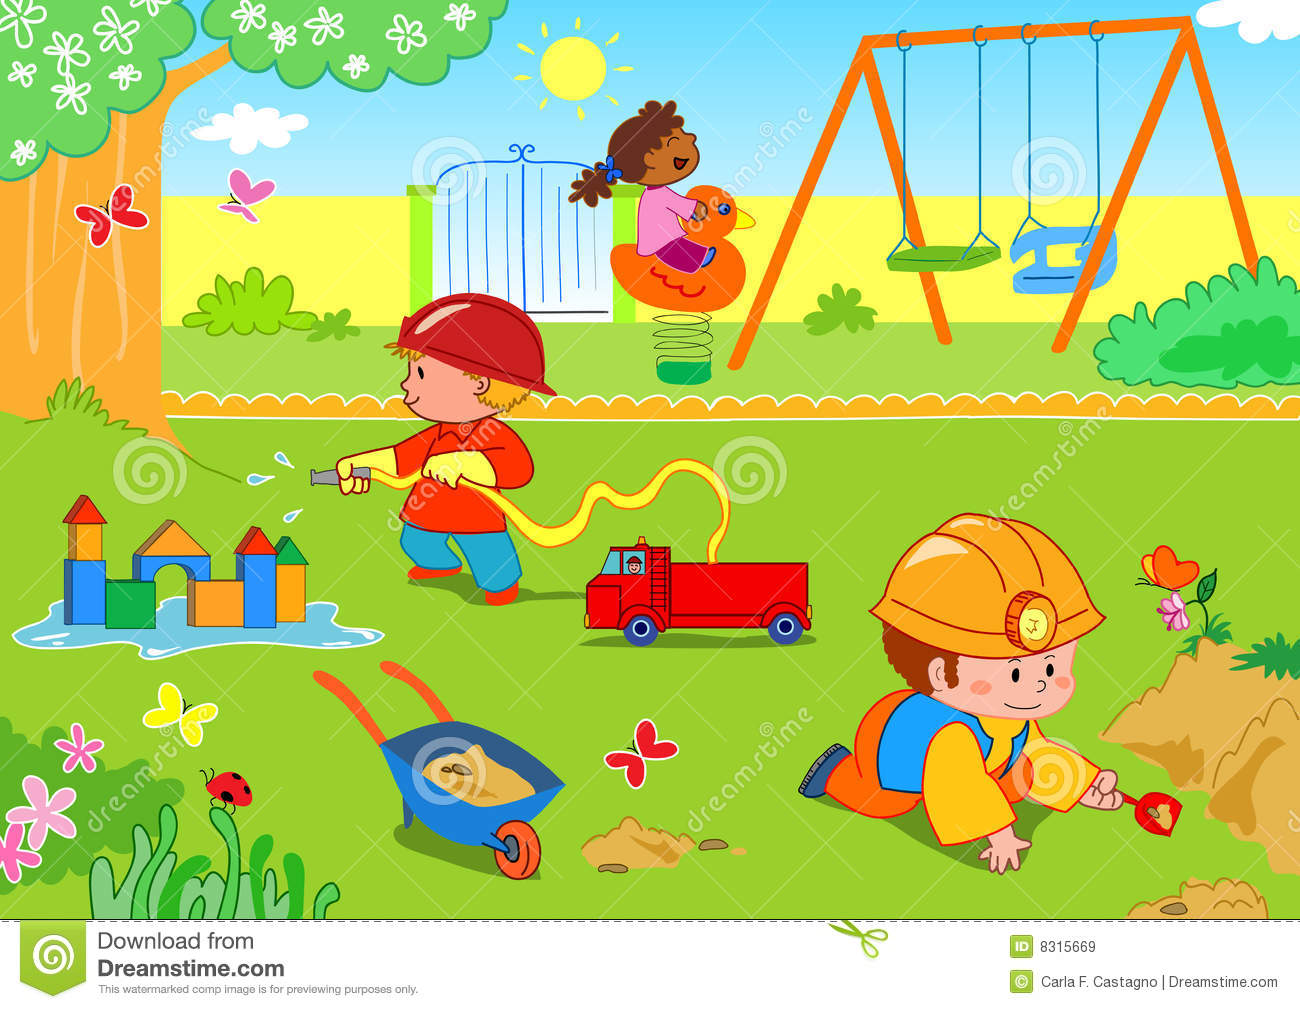 dreamstime
Download from
Dreamstime.com
This watermarked comp image is for previewing purposes only.
ID 8315669
© Carla F. Castagno | Dreamstime.com